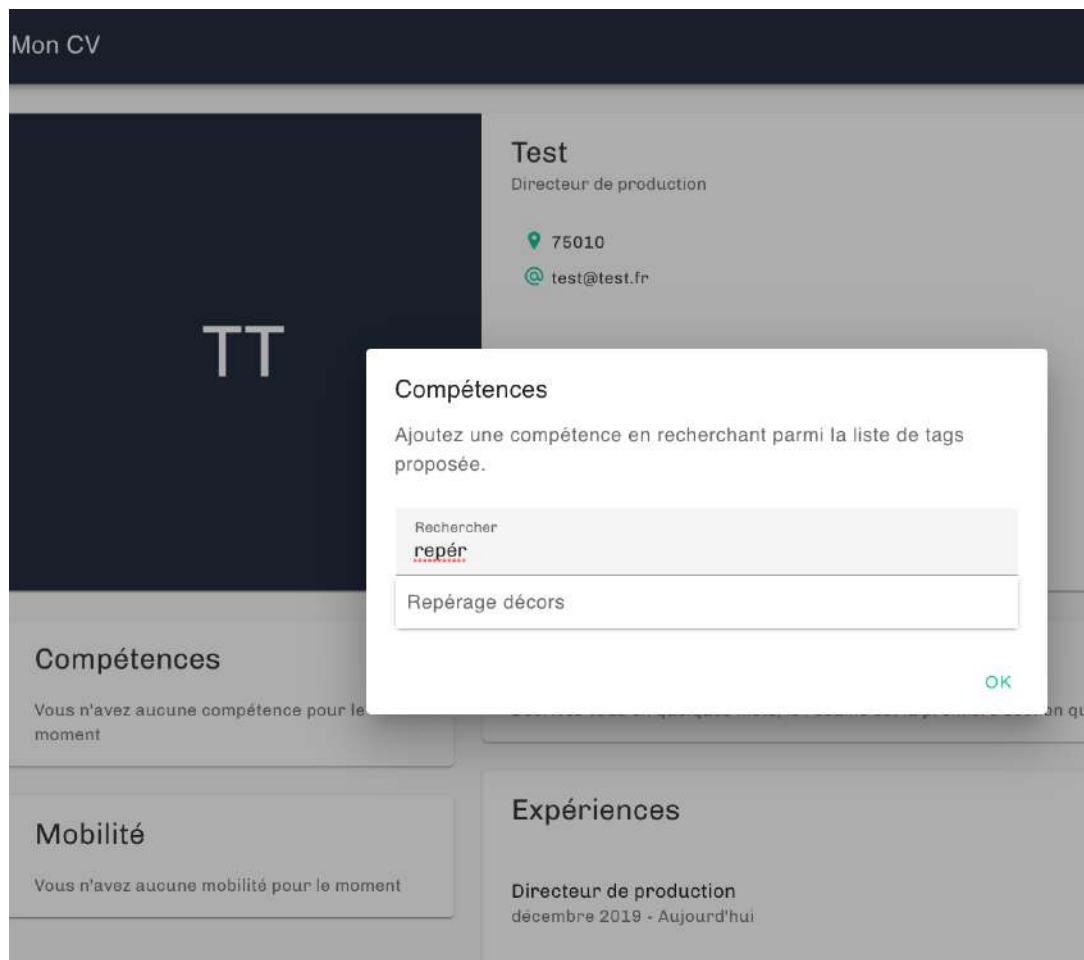 Mon CV
TT
Test
Directeur de production
75010
test@test.fr
Compétences
Ajoutez une compétence en recherchant parmi la liste de tags
proposée.
Rechercher
repér
Repérage décors
OK
Compétences
Vous n'avez aucune compétence pour le
moment
Mobilité
Vous n'avez aucune mobilité pour le moment
Expériences
Directeur de production
décembre 2019 - Aujourd'hui